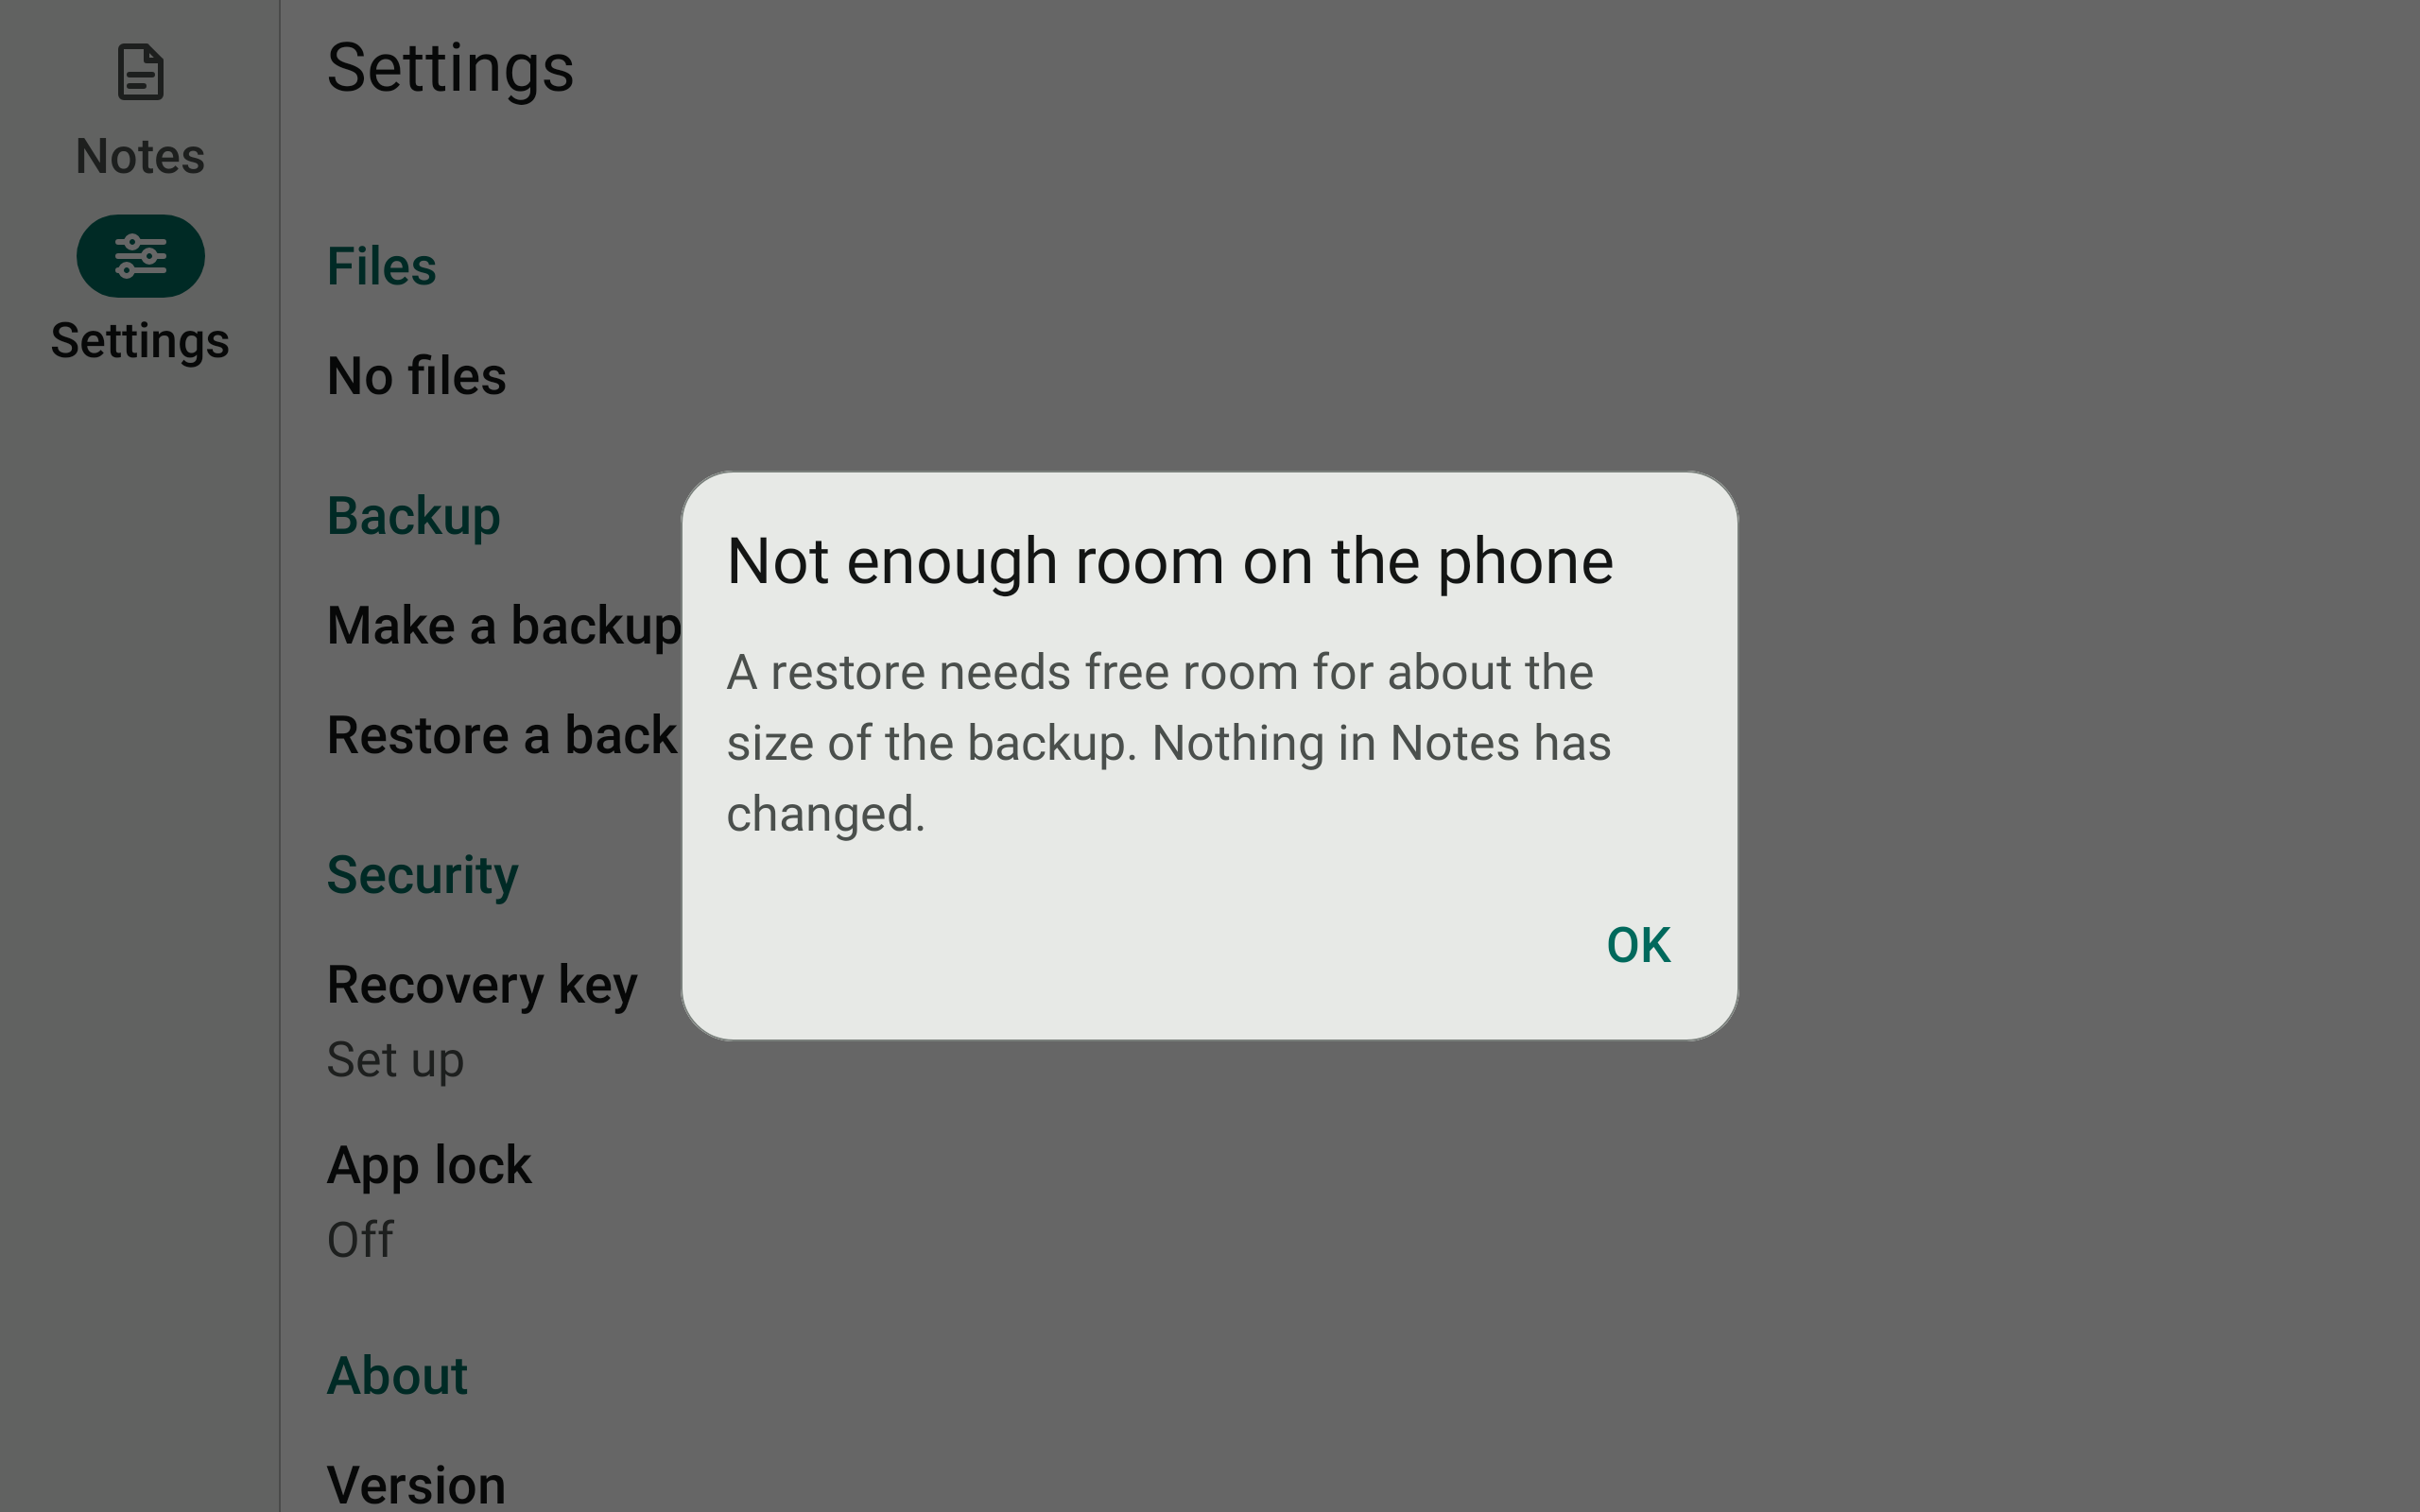 Settings
Notes
Settings
Files
No files
Backup
Make a backup
Restore a back
Security
Recovery key
Set up
App lock
Off
About
Version
Not enough room on the phone
A restore needs free room for about the
size of the backup. Nothing in Notes has
changed.
OK